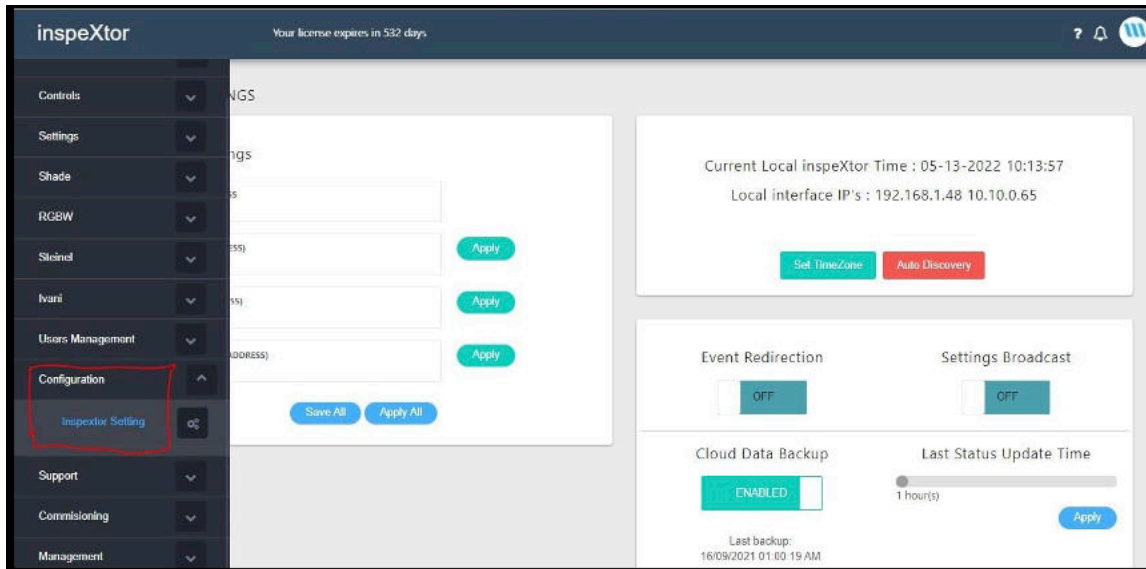 inspeXtor
Your license expires in 532 days
?
Controls
Settings
Shade
RGBW
Steinel
Ivani
Users Management
Configuration
Inspextor Setting
Support
Commisioning
Management
NGS
ngs
SS
ESS)
Apply
SS)
Apply
ADDRESS)
Apply
Save All Apply All
Current Local inspeXtor Time : 05-13-2022 10:13:57
Local interface IP's : 192.168.1.48 10.10.0.65
Set TimeZone Auto Discovery
Event Redirection Settings Broadcast
OFF OFF
Cloud Data Backup Last Status Update Time
ENABLED
1 hour(s)
Apply
Last backup:
16/09/2021 01:00:19 AM